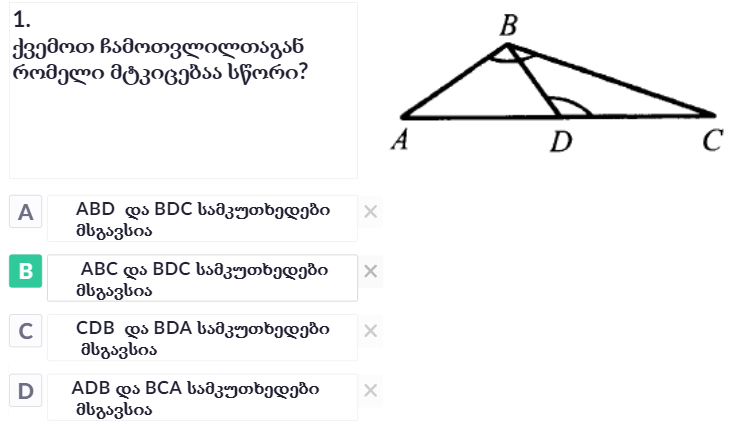 1.
ქვემოთ ჩამოთვლილთაგან
რომელი მტკიცებაა სწორი?
B
A
D
C
A
ABD და BDC სამკუთხედები
მსგავსია
×
B
ABC და BDC სამკუთხედები
მსგავსია
×
C
CDB და BDA სამკუთხედები
მსგავსია
×
D
ADB და BCA სამკუთხედები
მსგავსია
×